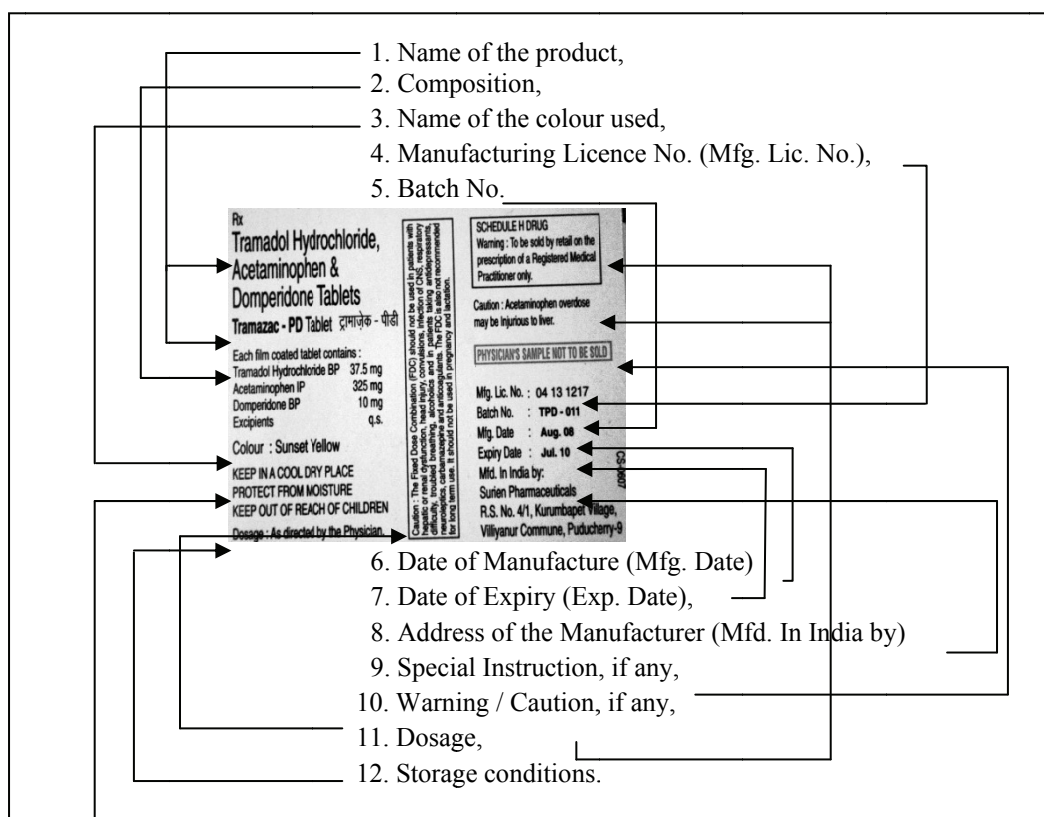 1. Name of the product,
2. Composition,
3. Name of the colour used,
4. Manufacturing Licence No. (Mfg. Lic. No.),
5. Batch No.
Rx
Tramadol Hydrochloride,
Acetaminophen &
Domperidone Tablets
Tramazac - PD Tablet ट्रामाज़ेक - पीडी
Each film coated tablet contains :
Tramadol Hydrochloride BP 37.5 mg
Acetaminophen IP 325 mg
Domperidone BP 10 mg
Excipients q.s.
Colour : Sunset Yellow
KEEP IN A COOL DRY PLACE
PROTECT FROM MOISTURE
KEEP OUT OF REACH OF CHILDREN
Dosage : As directed by the Physician.
Caution : The Fixed Dose Combination (FDC) should not be used in patients with
hepatic or renal dysfunction, head injury, convulsions, infection of CNS, respiratory
difficulty, troubled breathing, alcoholics and in patients taking antidepressants,
neuroleptics, carbamazepine and anticoagulants. The FDC is also not recommended
for long term use. It should not be used in pregnancy and lactation.
SCHEDULE H DRUG
Warning : To be sold by retail on the
prescription of a Registered Medical
Practitioner only.
Caution : Acetaminophen overdose
may be Injurious to liver.
PHYSICIAN'S SAMPLE NOT TO BE SOLD
Mfg. Lic. No. : 04 13 1217
Batch No. : TPD - 011
Mfg. Date : Aug. 08
Expiry Date : Jul. 10
Mfd. In India by:
Surien Pharmaceuticals
R.S. No. 4/1, Kurumbapet Village,
Villiyanur Commune, Puducherry-9
6. Date of Manufacture (Mfg. Date)
7. Date of Expiry (Exp. Date),
8. Address of the Manufacturer (Mfd. In India by)
9. Special Instruction, if any,
10. Warning / Caution, if any,
11. Dosage,
12. Storage conditions.